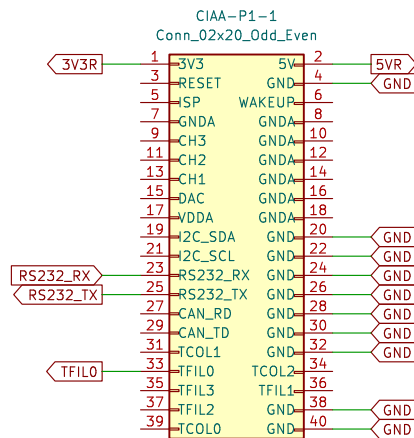 CIAA-P1-1
Conn_02x20_Odd_Even
3V3R 1 3V3 5V 2 5VR
3 RESET GND 4 GND
5 ISP WAKEUP 6
7 GNDA GNDA 8
9 CH3 GNDA 10
11 CH2 GNDA 12
13 CH1 GNDA 14
15 DAC GNDA 16
17 VDDA GNDA 18
19 I2C_SDA GND 20 GND
21 I2C_SCL GND 22 GND
RS232_RX 23 RS232_RX GND 24 GND
RS232_TX 25 RS232_TX GND 26 GND
27 CAN_RD GND 28 GND
29 CAN_TD GND 30 GND
31 TCOL1 GND 32 GND
TFIL0 33 TFIL0 TCOL2 34
35 TFIL3 TFIL1 36
37 TFIL2 GND 38 GND
39 TCOL0 GND 40 GND